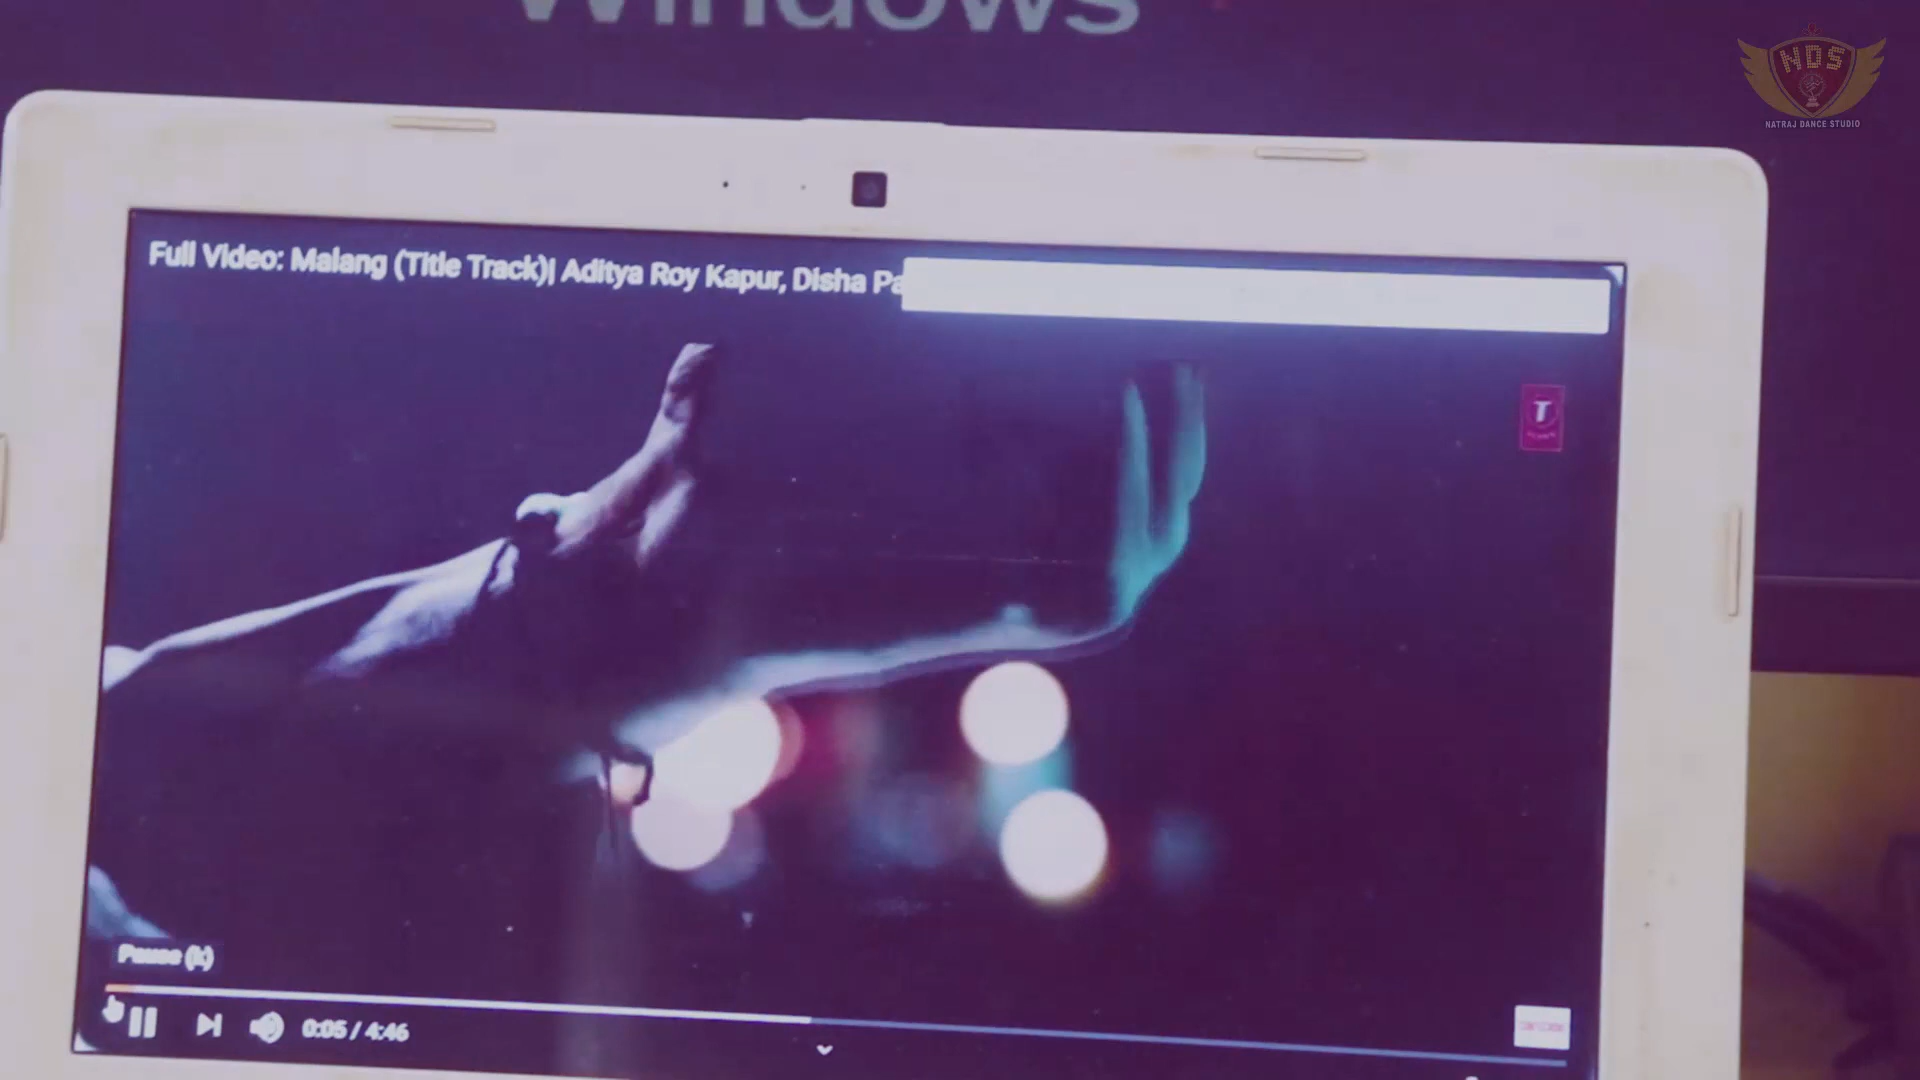 Windows
NDS
NATRAJ DANCE STUDIO
Full Video: Malang (Title Track)| Aditya Roy Kapur, Disha Pa
T
Pause (k)
0:05 / 4:46